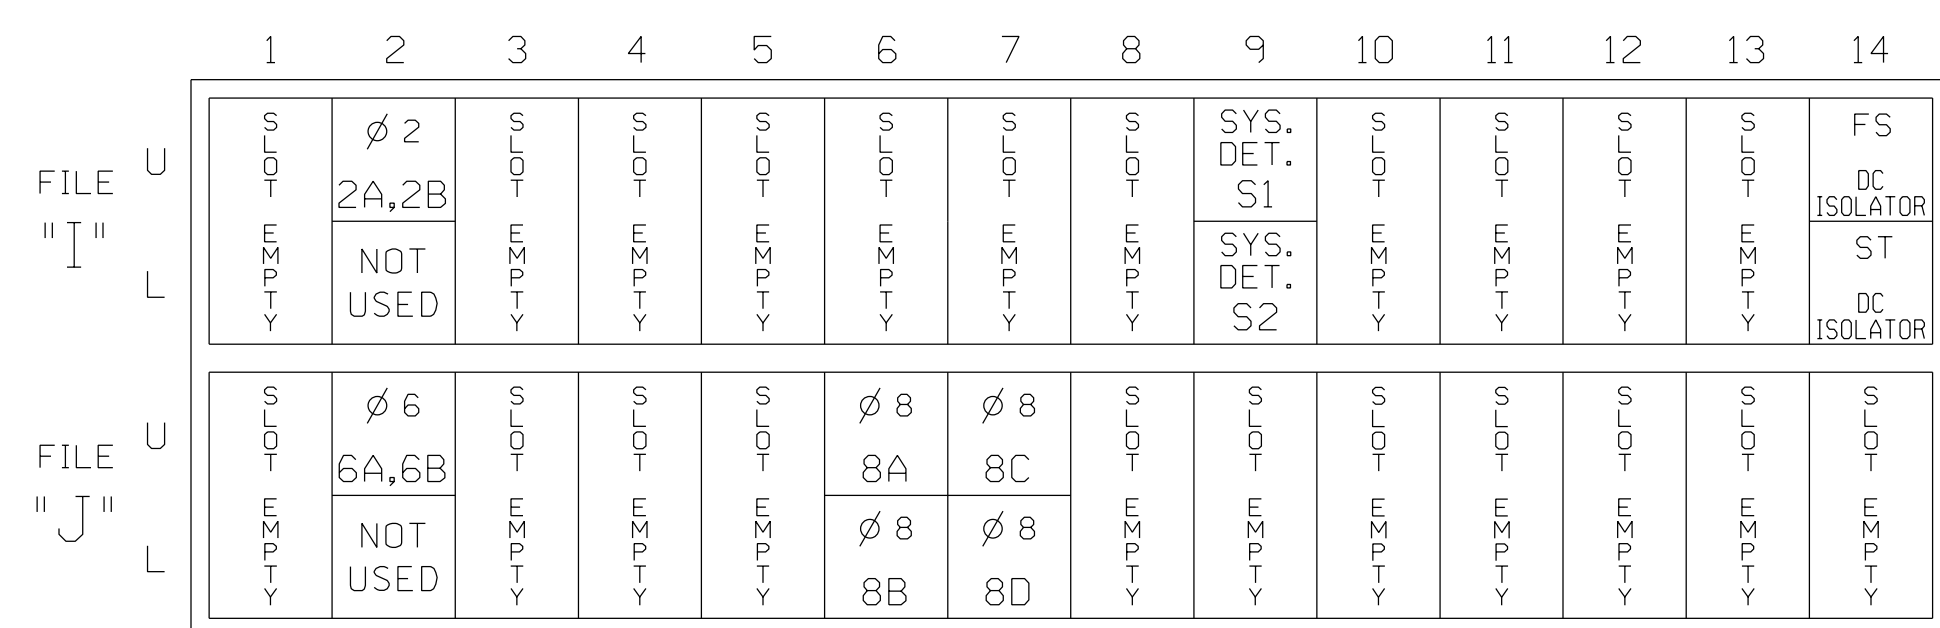 1 2 3 4 5 6 7 8 9 10 11 12 13 14
FILE "I"
U
L
SLOT EMPTY
ø 2
2A,2B
NOT
USED
SLOT EMPTY
SLOT EMPTY
SLOT EMPTY
SLOT EMPTY
SLOT EMPTY
SLOT EMPTY
SYS.
DET.
S1
SYS.
DET.
S2
SLOT EMPTY
SLOT EMPTY
SLOT EMPTY
SLOT EMPTY
FS
DC
ISOLATOR
ST
DC
ISOLATOR
FILE "J"
U
L
SLOT EMPTY
ø 6
6A,6B
NOT
USED
SLOT EMPTY
SLOT EMPTY
SLOT EMPTY
ø 8
8A
ø 8
8B
ø 8
8C
ø 8
8D
SLOT EMPTY
SLOT EMPTY
SLOT EMPTY
SLOT EMPTY
SLOT EMPTY
SLOT EMPTY
SLOT EMPTY